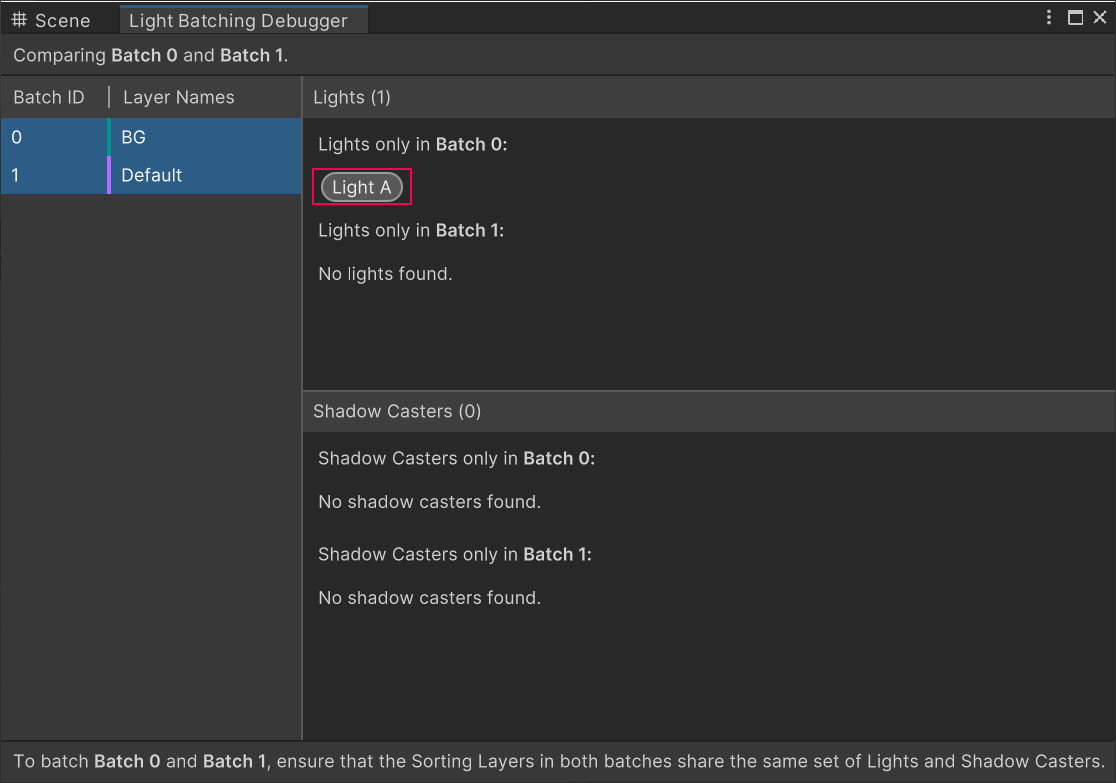 Scene Light Batching Debugger
Comparing Batch 0 and Batch 1.
Batch ID Layer Names Lights (1)
0 BG
1 Default
Lights only in Batch 0:
Light A
Lights only in Batch 1:
No lights found.
Shadow Casters (0)
Shadow Casters only in Batch 0:
No shadow casters found.
Shadow Casters only in Batch 1:
No shadow casters found.
To batch Batch 0 and Batch 1, ensure that the Sorting Layers in both batches share the same set of Lights and Shadow Casters.